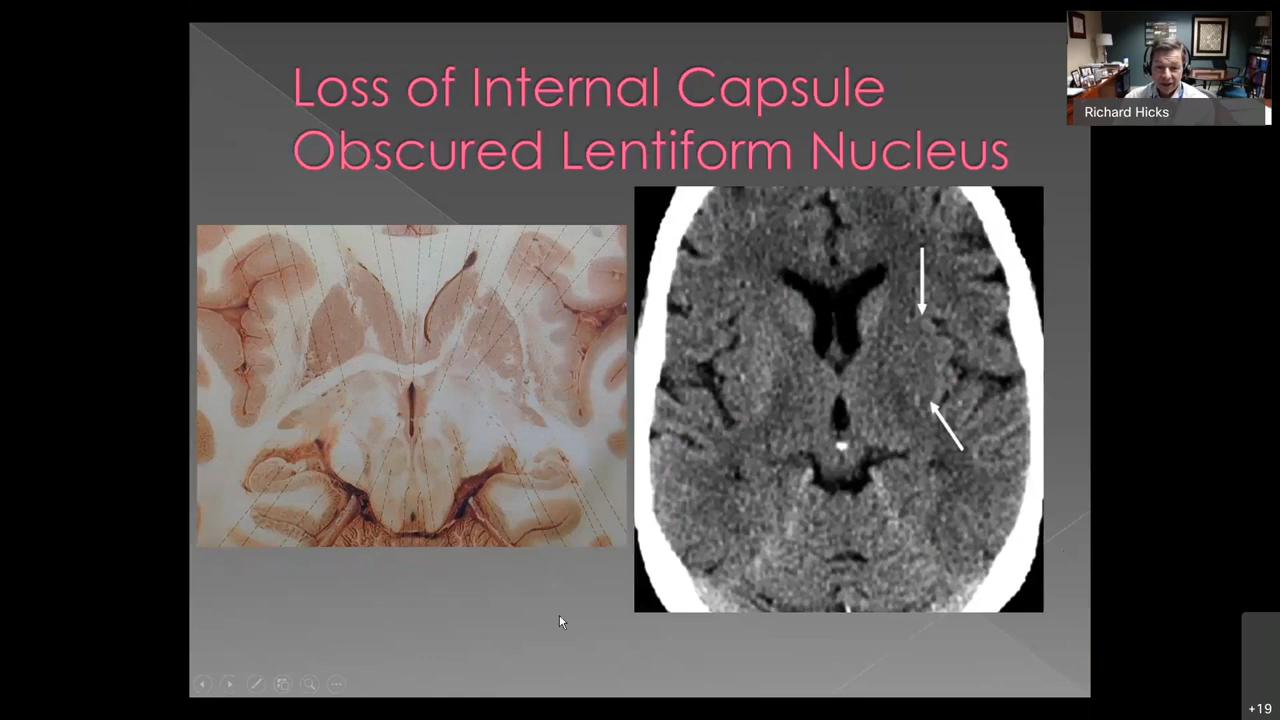 Loss of Internal Capsule
Obscured Lentiform Nucleus
Richard Hicks
+19